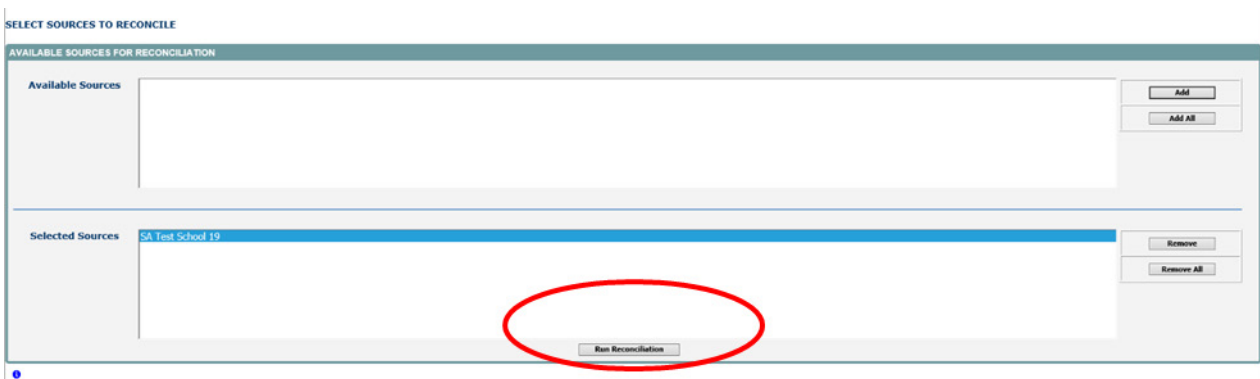 SELECT SOURCES TO RECONCILE
AVAILABLE SOURCES FOR RECONCILIATION
Available Sources
Add
Add All
Selected Sources
SA Test School 19
Remove
Remove All
Run Reconciliation